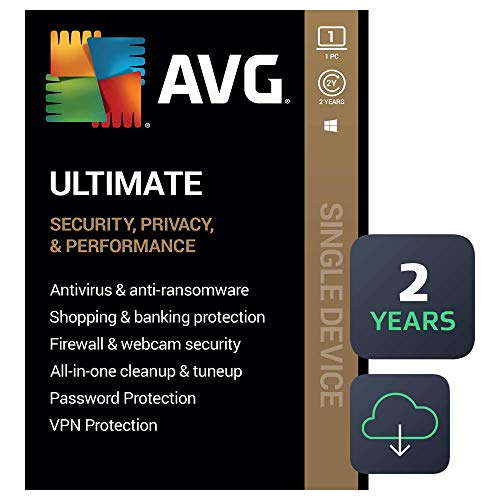 AVG®
1
1 PC
2Y
2 YEARS
ULTIMATE
SECURITY, PRIVACY,
& PERFORMANCE
Antivirus & anti-ransomware
Shopping & banking protection
Firewall & webcam security
All-in-one cleanup & tuneup
Password Protection
VPN Protection
SINGLE DEVICE
2
YEARS